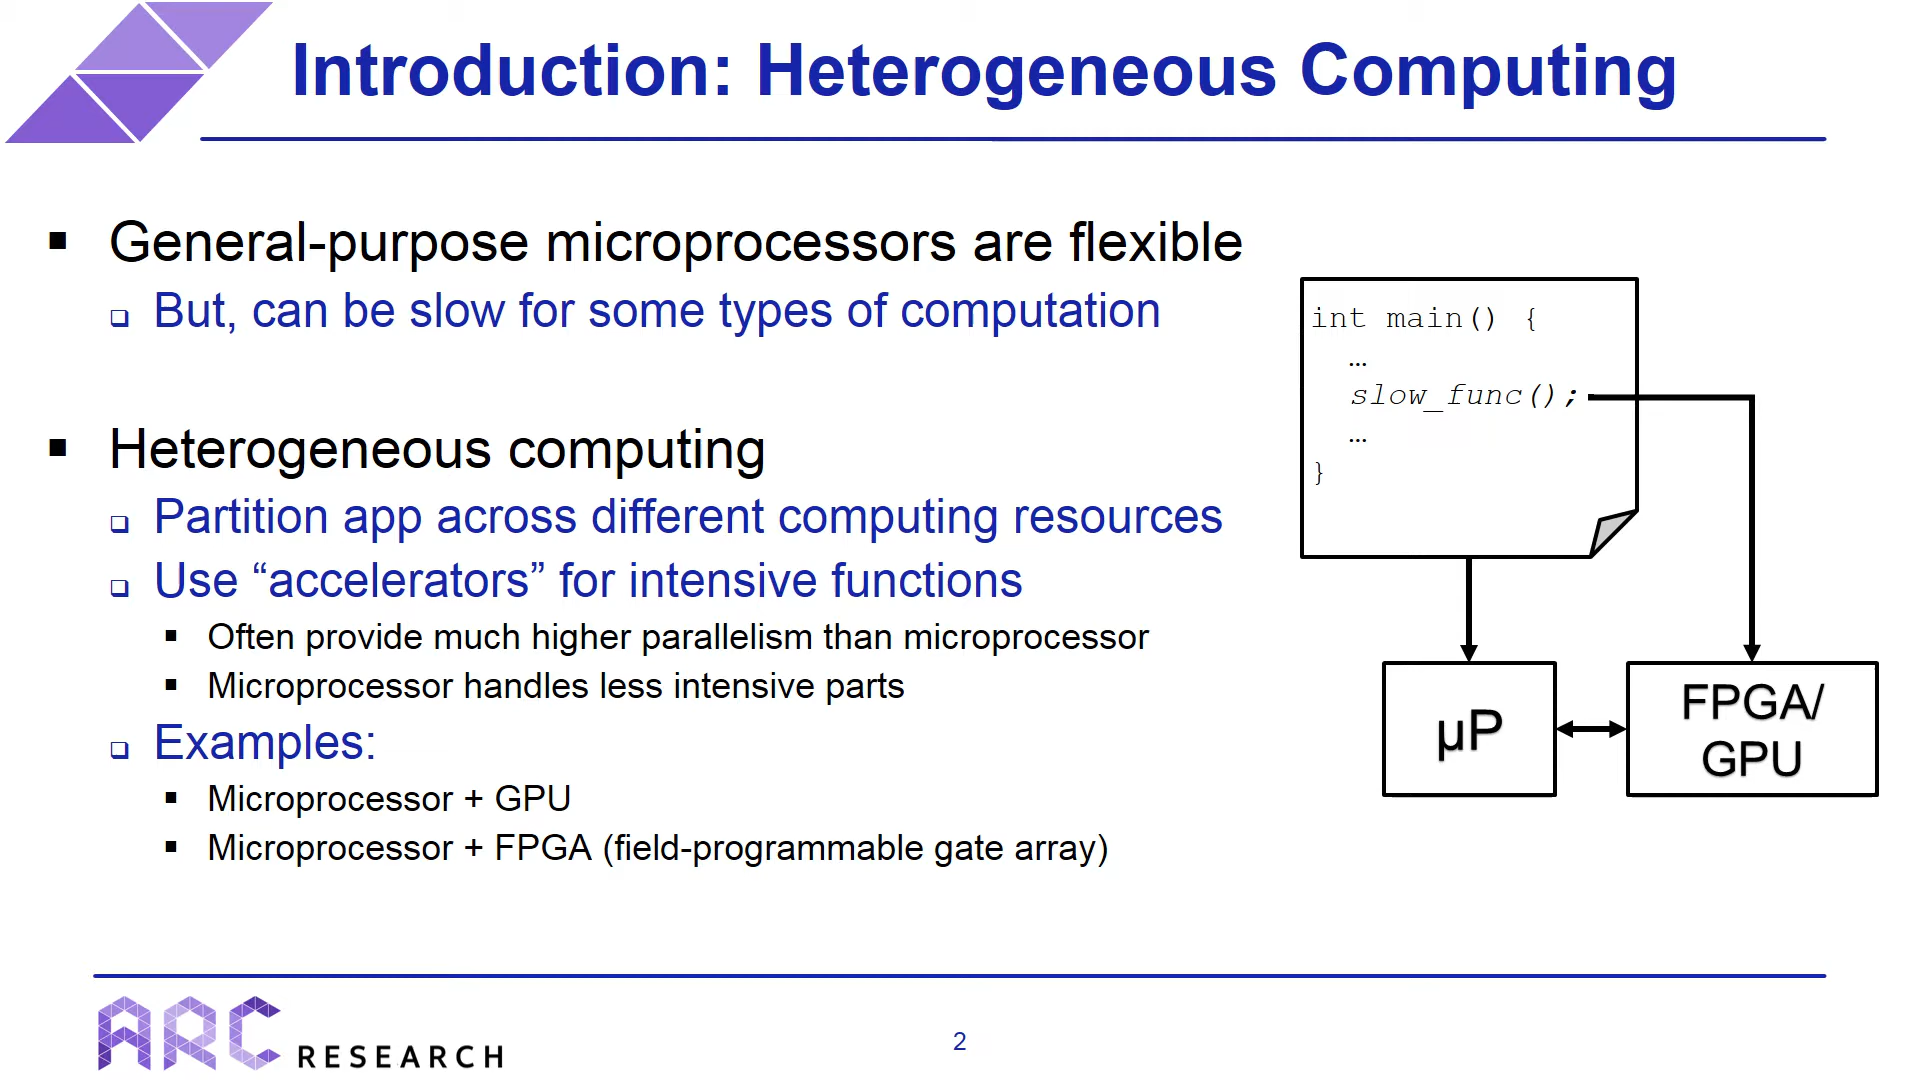 Introduction: Heterogeneous Computing
General-purpose microprocessors are flexible
But, can be slow for some types of computation
Heterogeneous computing
Partition app across different computing resources
Use “accelerators” for intensive functions
Often provide much higher parallelism than microprocessor
Microprocessor handles less intensive parts
Examples:
Microprocessor + GPU
Microprocessor + FPGA (field-programmable gate array)
int main() {
…
slow_func();
…
}
μP
FPGA/
GPU
ARC RESEARCH
2